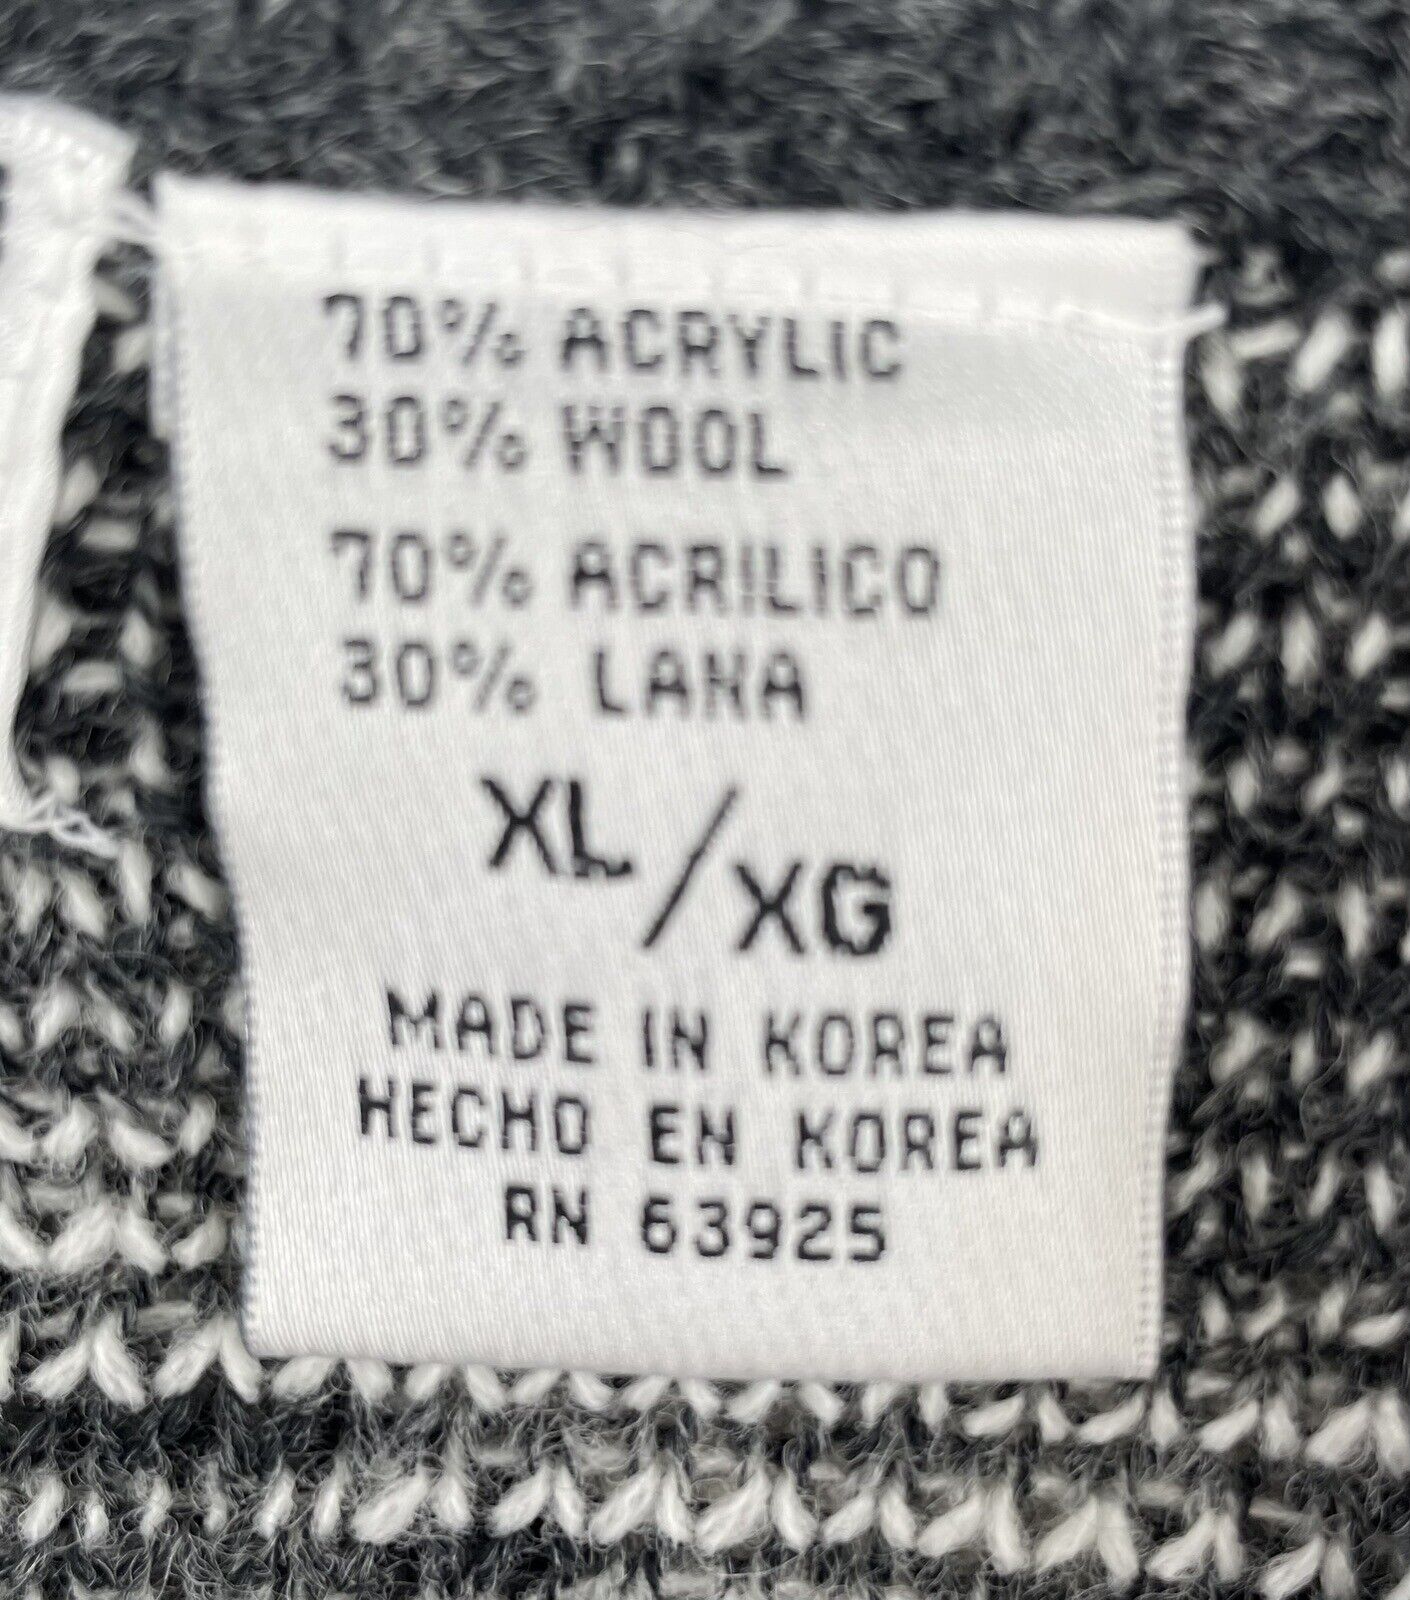 70% ACRYLIC
30% WOOL
70% ACRILICO
30% LANA
XL/XG
MADE IN KOREA
HECHO EN KOREA
RN 63925